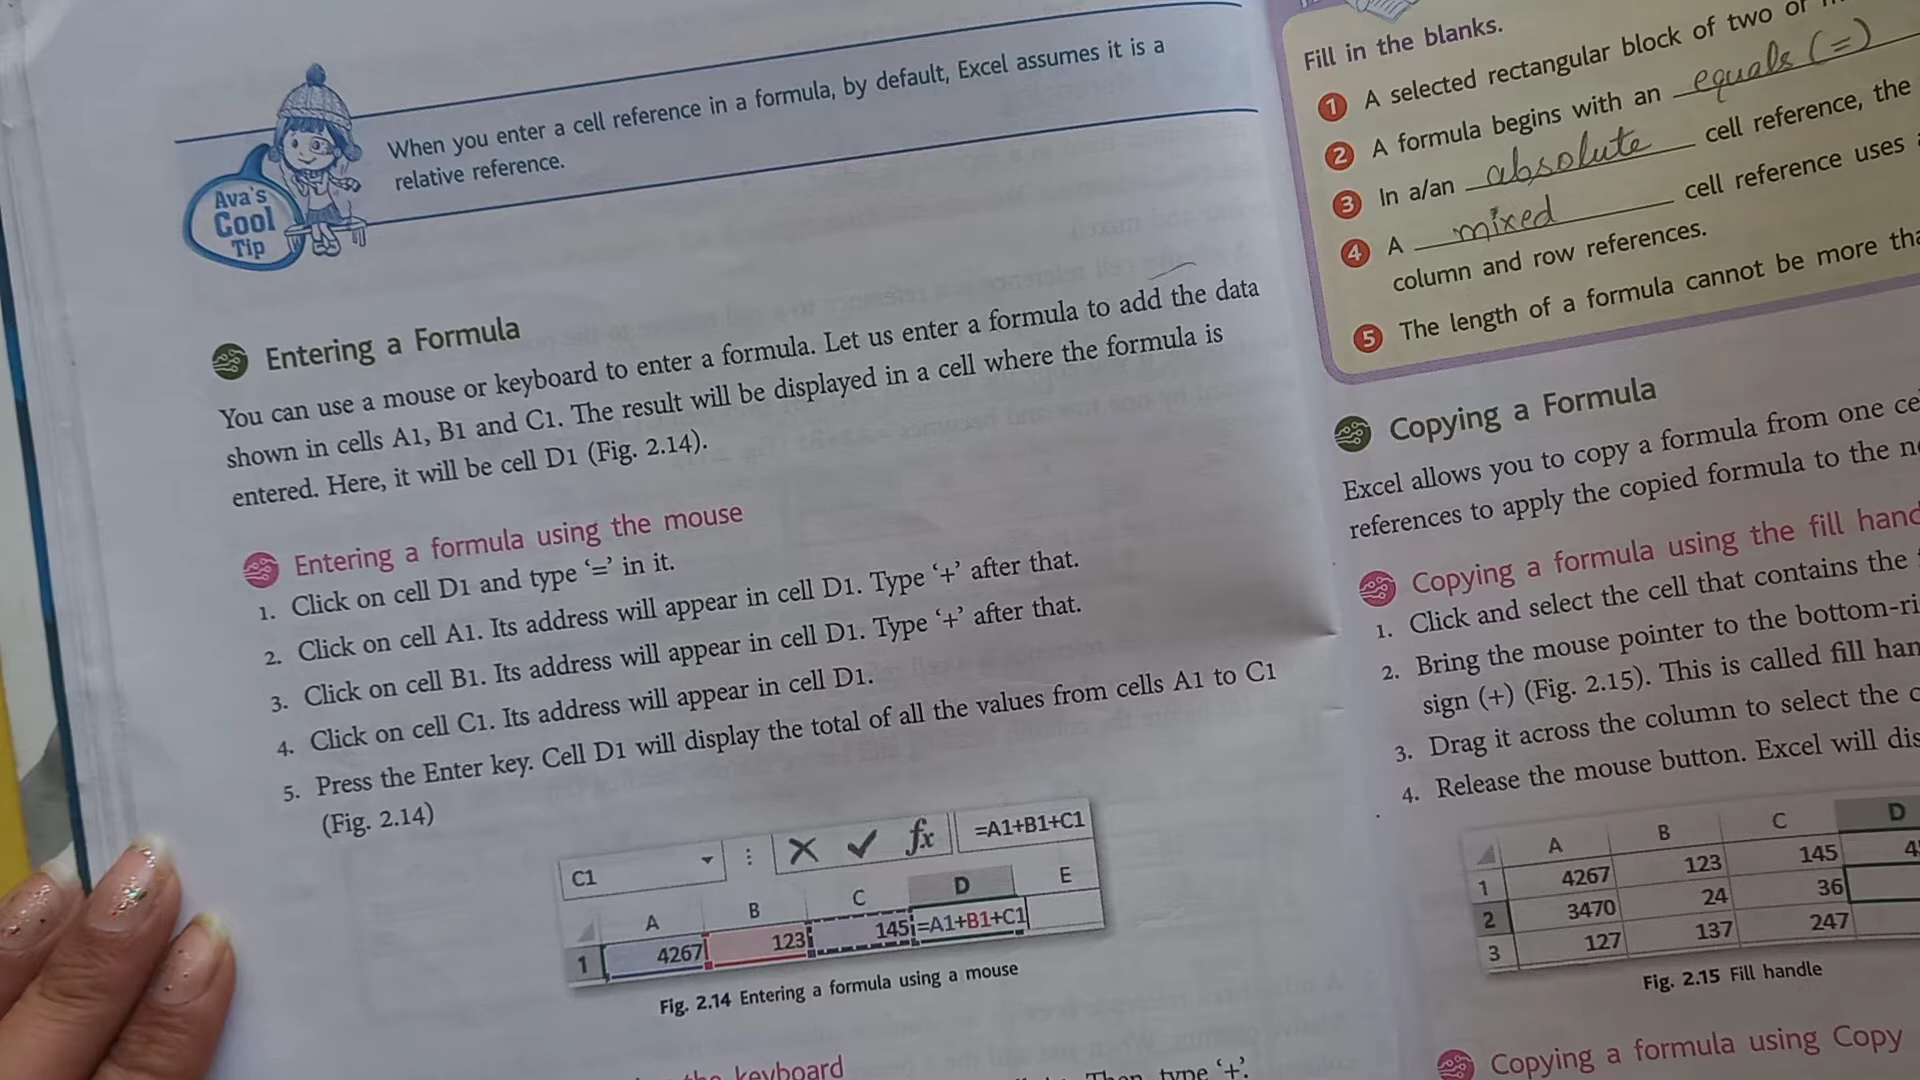 When you enter a cell reference in a formula, by default, Excel assumes it is a
relative reference.
Ava's
Cool
Tip
Entering a Formula
You can use a mouse or keyboard to enter a formula. Let us enter a formula to add the data
shown in cells A1, B1 and C1. The result will be displayed in a cell where the formula is
entered. Here, it will be cell D1 (Fig. 2.14).
Entering a formula using the mouse
1. Click on cell D1 and type ‘=’ in it.
2. Click on cell A1. Its address will appear in cell D1. Type ‘+’ after that.
3. Click on cell B1. Its address will appear in cell D1. Type ‘+’ after that.
4. Click on cell C1. Its address will appear in cell D1.
5. Press the Enter key. Cell D1 will display the total of all the values from cells A1 to C1
(Fig. 2.14)
C1 fx =A1+B1+C1
A B C D E
1 4267 123 145 =A1+B1+C1
Fig. 2.14 Entering a formula using a mouse
keyboard
type ‘+’.
Fill in the blanks.
1 A selected rectangular block of two or
2 A formula begins with an equals (=)
3 In a/an absolute cell reference, the
4 A mixed cell reference uses
column and row references.
5 The length of a formula cannot be more
Copying a Formula
Excel allows you to copy a formula from one
references to apply the copied formula to the
Copying a formula using the fill
1. Click and select the cell that contains the
2. Bring the mouse pointer to the
sign (+) (Fig. 2.15). This is called fill
3. Drag it across the column to select the
4. Release the mouse button. Excel will
A B C D
1 4267 123 145
2 3470 24 36
3 127 137 247
Fig. 2.15 Fill handle
Copying a formula using Copy